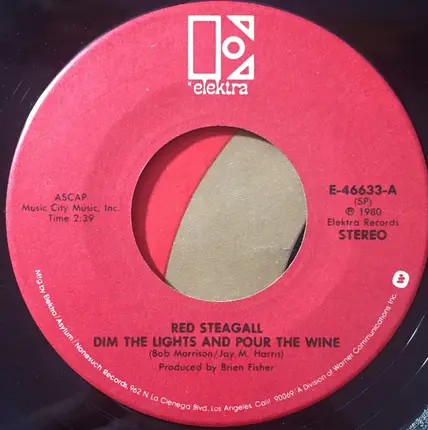 elektra
ASCAP
Music City Music, Inc.
Time 2:39
E-46633-A
(SP)
℗ 1980
Elektra Records
STEREO
RED STEAGALL
DIM THE LIGHTS AND POUR THE WINE
(Bob Morrison/Jay M. Harris)
Produced by Brien Fisher
Mfg by Elektra/Asylum/Nonesuch Records, 962 N. La Cienega Blvd., Los Angeles, Calif. 90069 A Division of Warner Communications Inc.